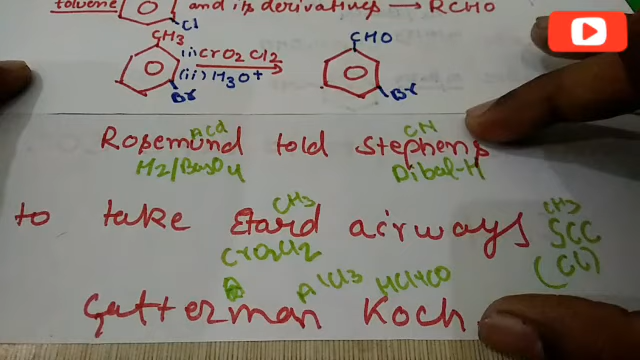 toluene Cl and its derivatives → RCHO
CH3 CHO
(i) CrO2Cl2
(ii) H3O+
Br Br
Acd CN
Rosemund told Stephens
H2/BaSO4 Dibal-H
CH3 CH3
to take Etard airways SCC
CrO2Cl2 (Cl)
AlCl3 HCl+CO
Gatterman Koch